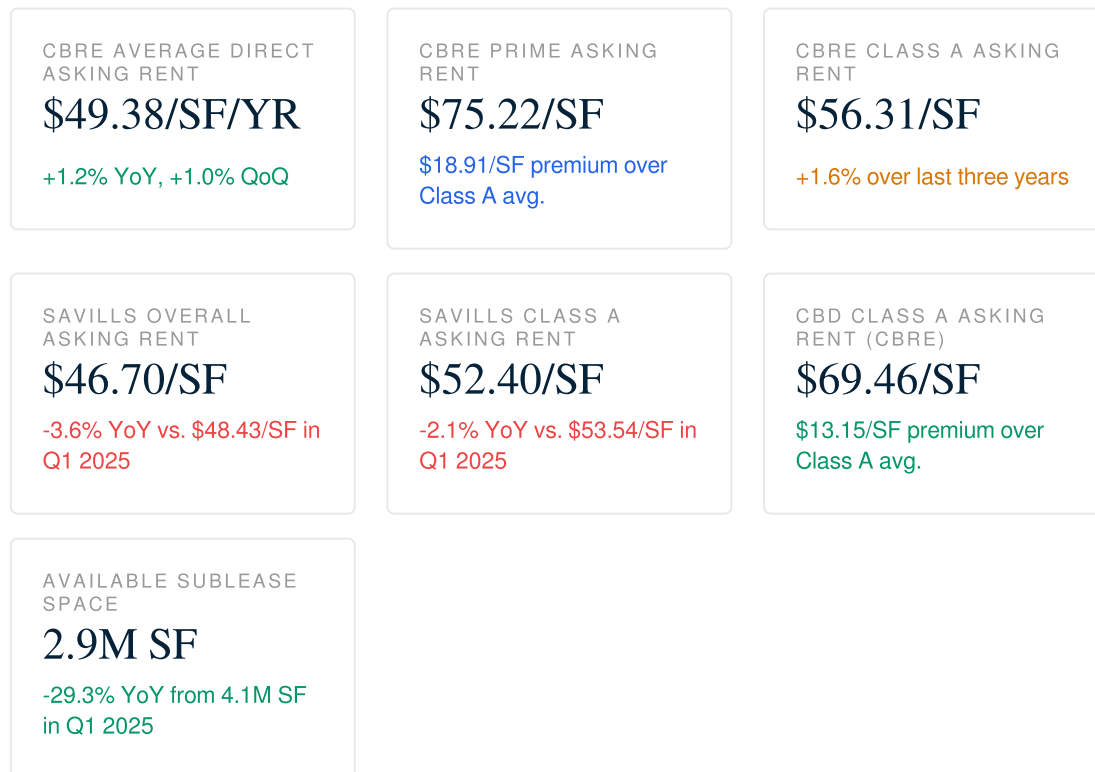 CBRE AVERAGE DIRECT
ASKING RENT
$49.38/SF/YR
+1.2% YoY, +1.0% QoQ
CBRE PRIME ASKING
RENT
$75.22/SF
$18.91/SF premium over
Class A avg.
CBRE CLASS A ASKING
RENT
$56.31/SF
+1.6% over last three years
SAVILLS OVERALL
ASKING RENT
$46.70/SF
-3.6% YoY vs. $48.43/SF in
Q1 2025
SAVILLS CLASS A
ASKING RENT
$52.40/SF
-2.1% YoY vs. $53.54/SF in
Q1 2025
CBD CLASS A ASKING
RENT (CBRE)
$69.46/SF
$13.15/SF premium over
Class A avg.
AVAILABLE SUBLEASE
SPACE
2.9M SF
-29.3% YoY from 4.1M SF
in Q1 2025